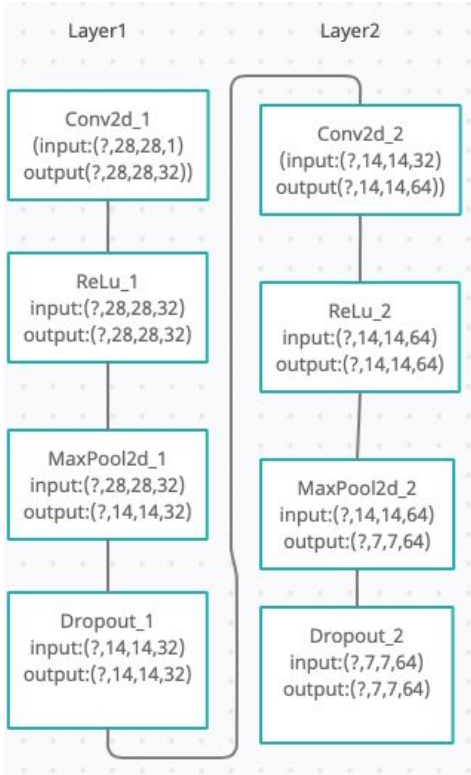 Layer1
Conv2d_1
(input:(?,28,28,1)
output(?,28,28,32))
ReLu_1
input:(?,28,28,32)
output:(?,28,28,32)
MaxPool2d_1
input:(?,28,28,32)
output:(?,14,14,32)
Dropout_1
input:(?,14,14,32)
output:(?,14,14,32)
Layer2
Conv2d_2
(input:(?,14,14,32)
output(?,14,14,64))
ReLu_2
input:(?,14,14,64)
output:(?,14,14,64)
MaxPool2d_2
input:(?,14,14,64)
output:(?,7,7,64)
Dropout_2
input:(?,7,7,64)
output:(?,7,7,64)